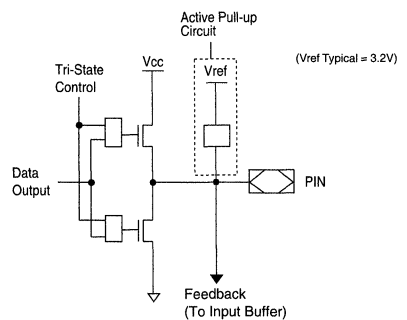 Active Pull-up
Circuit
Vcc
Vref
(Vref Typical = 3.2V)
Tri-State
Control
Data
Output
PIN
Feedback
(To Input Buffer)